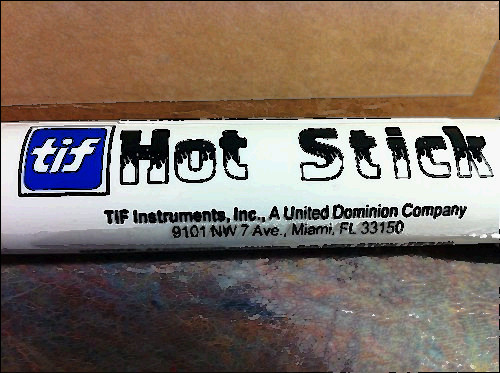 tif Hot Stick
TIF Instruments, Inc., A United Dominion Company
9101 NW 7 Ave., Miami, FL 33150